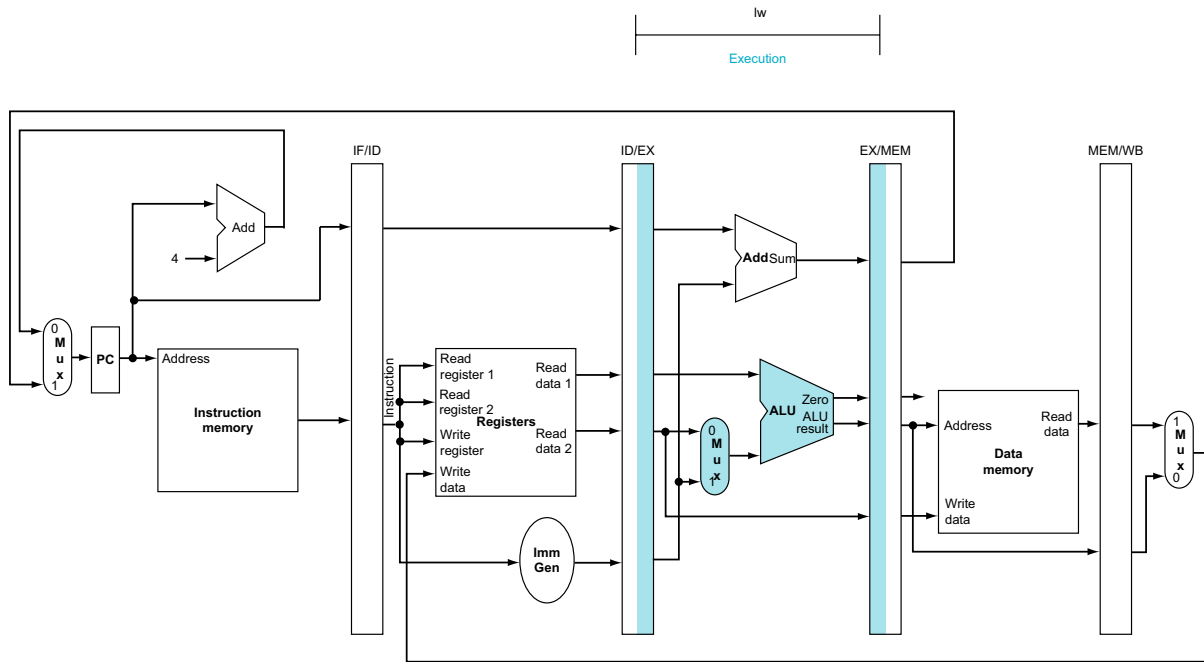 lw
Execution
IF/ID
ID/EX
EX/MEM
MEM/WB
Add
4
Add Sum
0
M
u
x
1
PC
Address
Instruction
memory
Instruction
Read
register 1
Read
register 2
Write
register
Write
data
Registers
Read
data 1
Read
data 2
Imm
Gen
0
M
u
x
1
ALU
Zero
ALU
result
Address
Write
data
Data
memory
Read
data
1
M
u
x
0